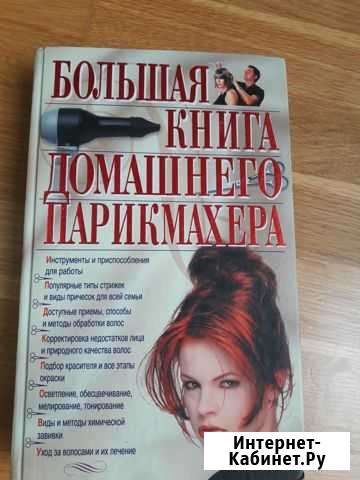 БОЛЬШАЯ
КНИГА
ДОМАШНЕГО
ПАРИКМАХЕРА
Инструменты и приспособления
для работы
Популярные типы стрижек
и виды причесок для всей семьи
Доступные приемы, способы
и методы обработки волос
Корректировка недостатков лица
и природного качества волос
Подбор красителя и все этапы
окраски
Осветление, обесцвечивание,
мелирование, тонирование
Виды и методы химической
завивки
Уход за волосами и их лечение
Интернет-
Кабинет.Ру